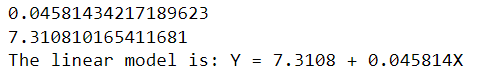 0.04581434217189623
7.310810165411681
The linear model is: Y = 7.3108 + 0.045814X